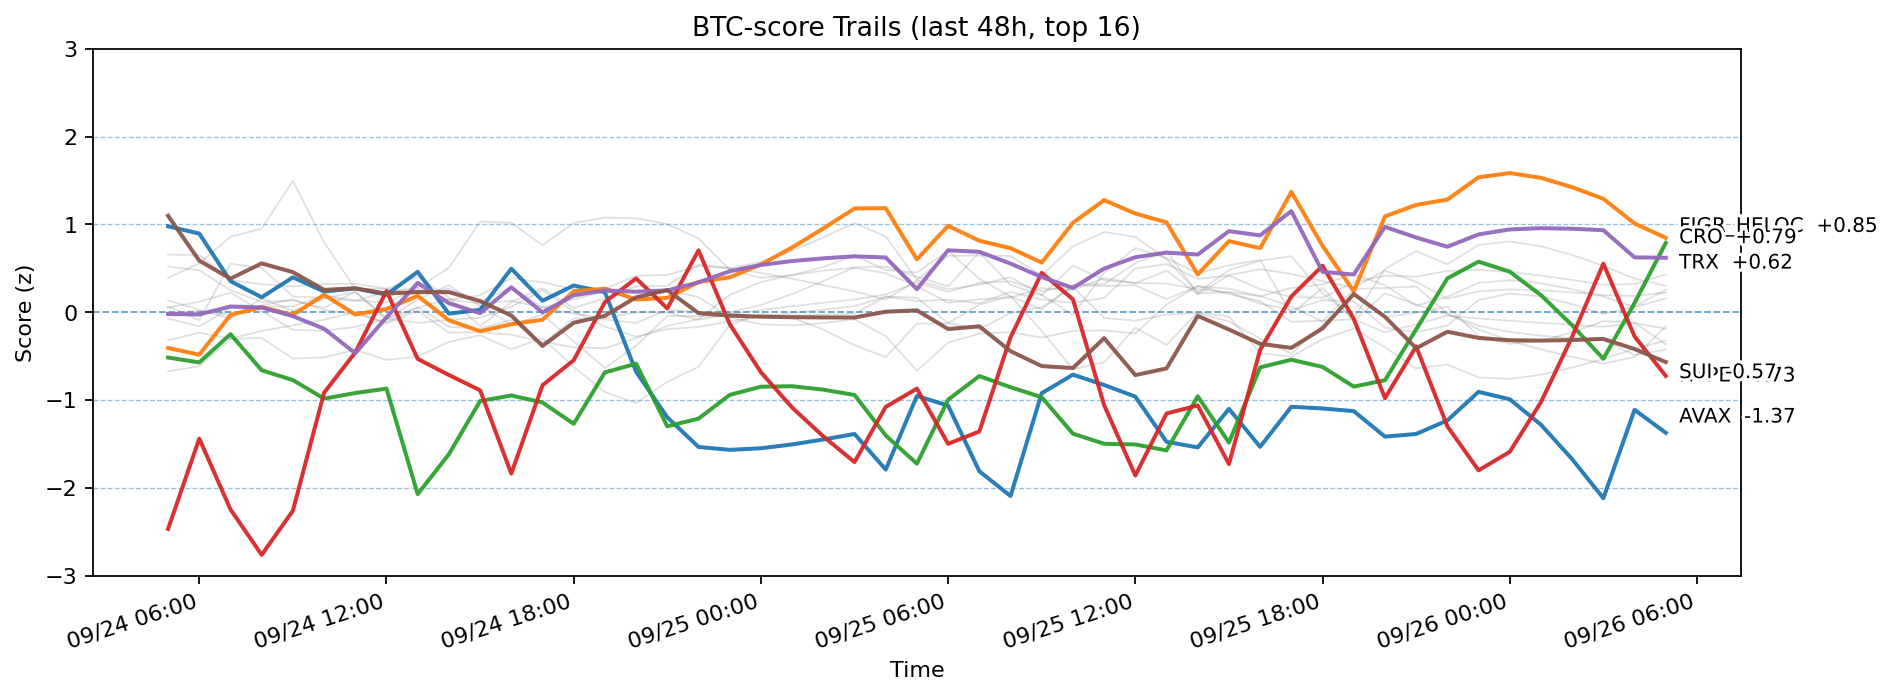 BTC-score Trails (last 48h, top 16)
Score (z)
3
2
1
0
−1
−2
−3
FIGR_HELOC +0.85
CRO +0.79
TRX +0.62
SUI -0.57
AVAX -1.37
09/24 06:00
09/24 12:00
09/24 18:00
09/25 00:00
09/25 06:00
09/25 12:00
09/25 18:00
09/26 00:00
09/26 06:00
Time